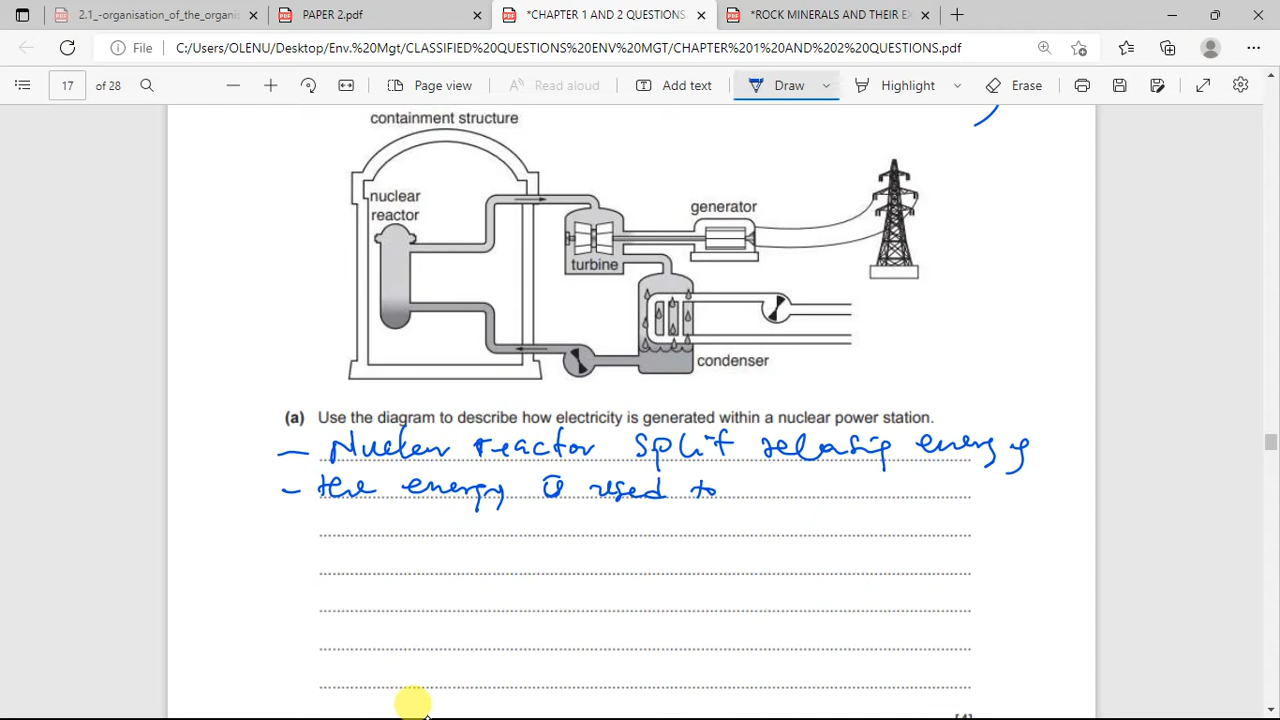 2.1_-organisation_of_the_organi
PAPER 2.pdf
*CHAPTER 1 AND 2 QUESTIONS
*ROCK MINERALS AND THEIR EX
File
C:/Users/OLENU/Desktop/Env.%20Mgt/CLASSIFIED%20QUESTIONS%20ENV%20MGT/CHAPTER%201%20AND%202%20QUESTIONS.pdf
17 of 28
Page view
Read aloud
Add text
Draw
Highlight
Erase
containment structure
nuclear
reactor
generator
turbine
condenser
(a) Use the diagram to describe how electricity is generated within a nuclear power station.
- Nuclear reactor split relasing energy
- the energy is used to
[4]